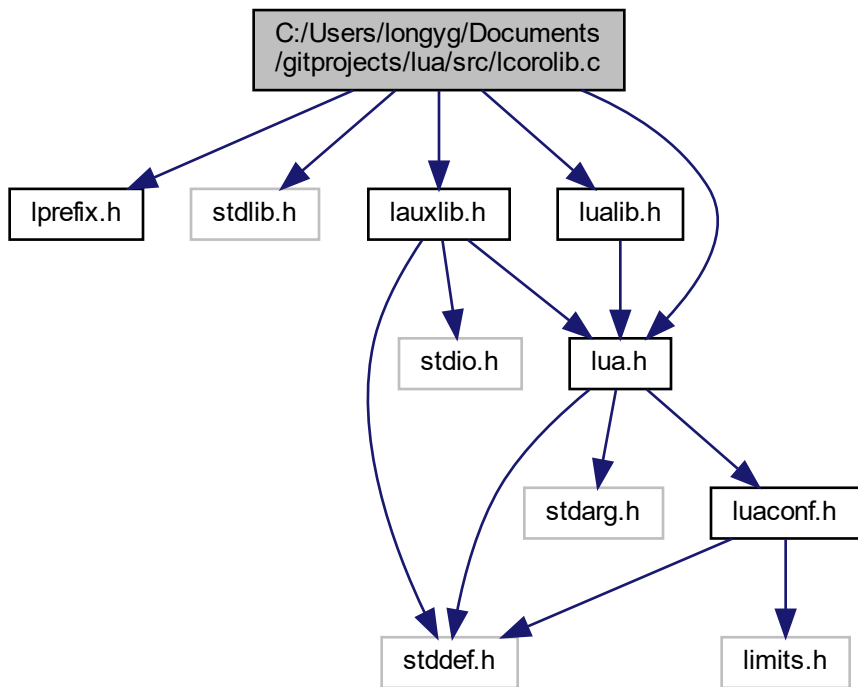 C:/Users/longyg/Documents
/gitprojects/lua/src/lcorolib.c
lprefix.h
stdlib.h
lauxlib.h
lualib.h
stdio.h
lua.h
stdarg.h
luaconf.h
stddef.h
limits.h